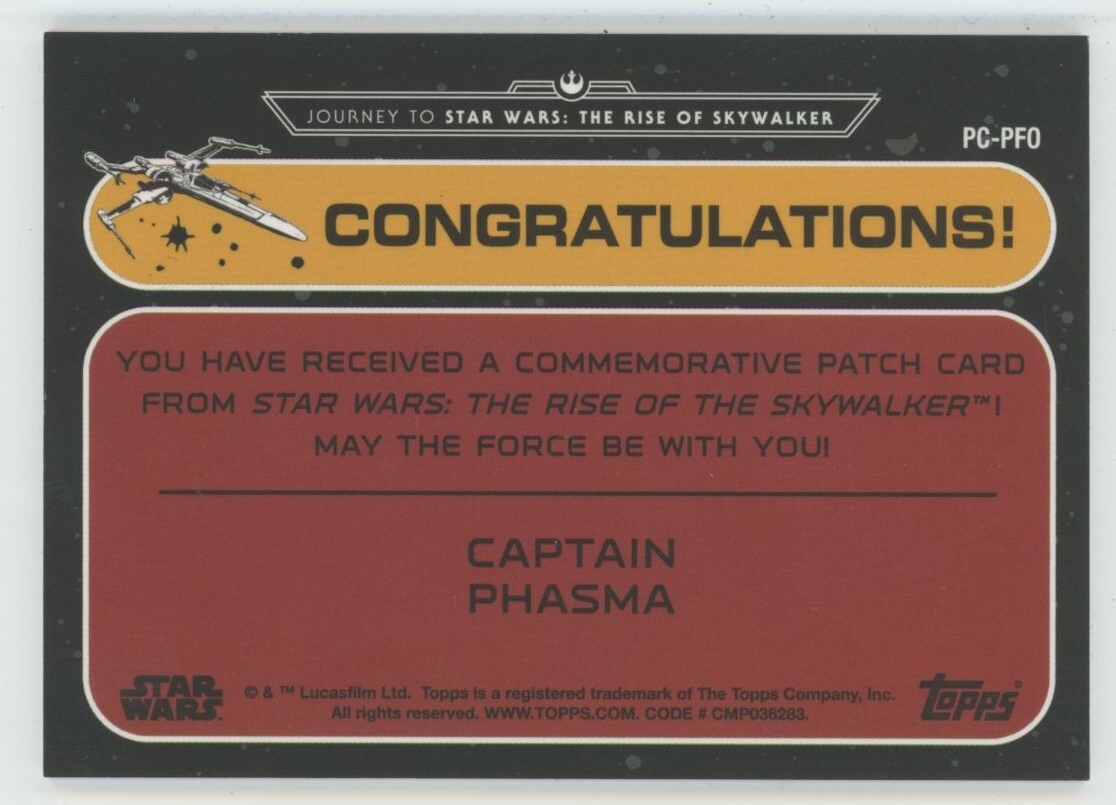 JOURNEY TO STAR WARS: THE RISE OF SKYWALKER
PC-PFO
CONGRATULATIONS!
YOU HAVE RECEIVED A COMMEMORATIVE PATCH CARD
FROM STAR WARS: THE RISE OF THE SKYWALKER™!
MAY THE FORCE BE WITH YOU!
CAPTAIN
PHASMA
STAR
WARS
© & ™ Lucasfilm Ltd. Topps is a registered trademark of The Topps Company, Inc.
All rights reserved. WWW.TOPPS.COM. CODE # CMP036283.
topps®